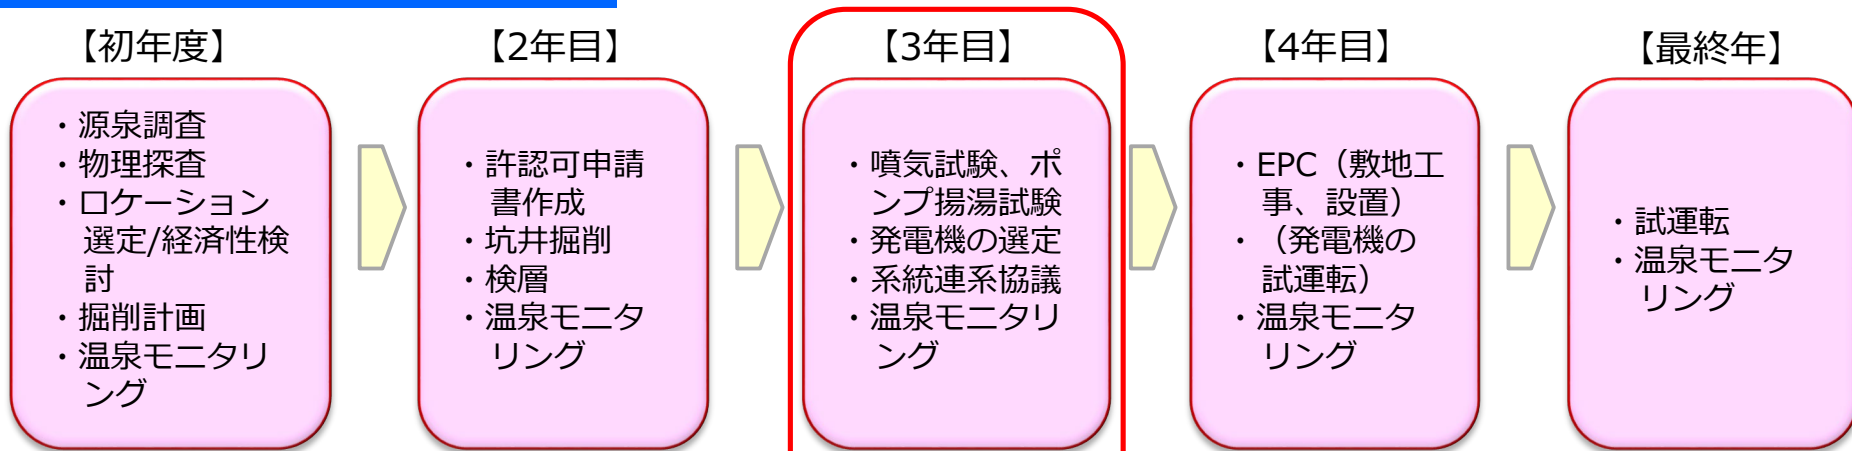 【初年度】
・源泉調査
・物理探査
・ロケーション
選定/経済性検
討
・掘削計画
・温泉モニタリ
ング
【2年目】
・許認可申請
書作成
・坑井掘削
・検層
・温泉モニタ
リング
【3年目】
・噴気試験、ポ
ンプ揚湯試験
・発電機の選定
・系統連系協議
・温泉モニタリ
ング
【4年目】
・EPC（敷地工
事、設置）
・（発電機の
試運転）
・温泉モニタ
リング
【最終年】
・試運転
・温泉モニタ
リング